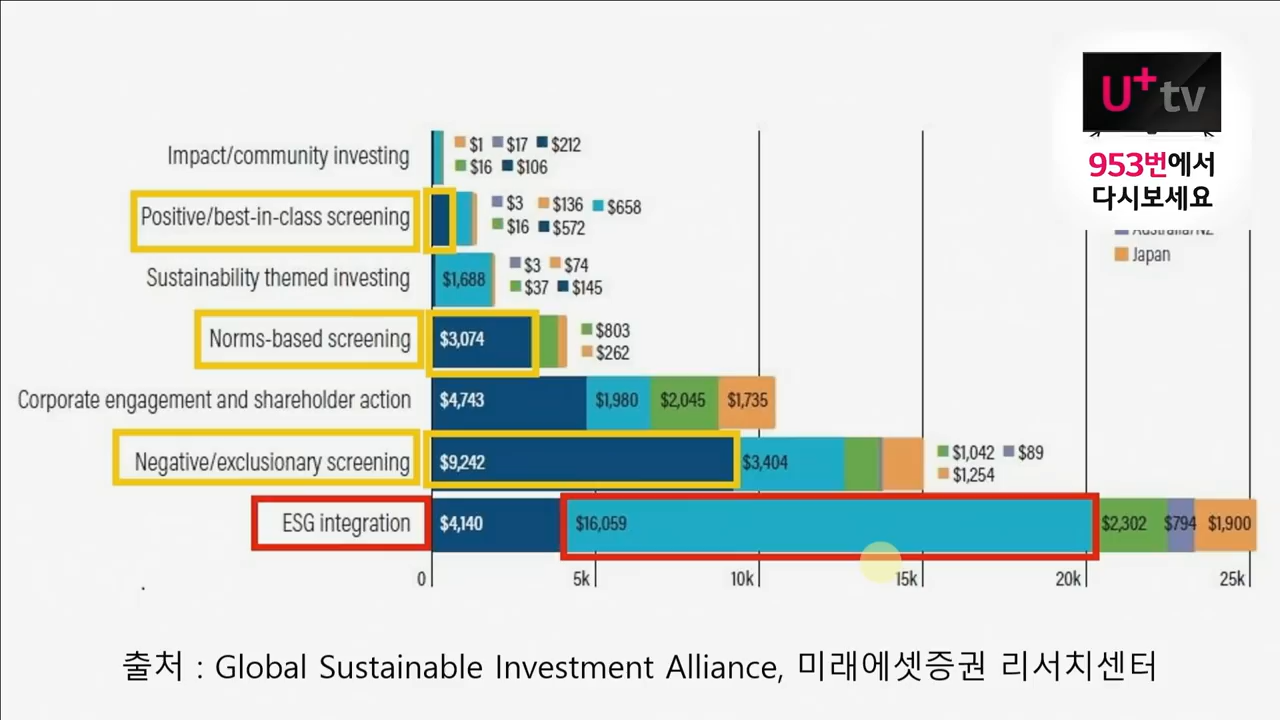 U+tv
953번에서
다시보세요
Impact/community investing
$1 $17 $212
$16 $106
Positive/best-in-class screening
$3 $136 $658
$16 $572
Sustainability themed investing
$1,688
$3 $74
$37 $145
Norms-based screening
$3,074
$803
$262
Australia/NZ
Japan
Corporate engagement and shareholder action
$4,743 $1,980 $2,045 $1,735
Negative/exclusionary screening
$9,242 $3,404
$1,042 $89
$1,254
ESG integration
$4,140 $16,059 $2,302 $794 $1,900
0 5k 10k 15k 20k 25k
출처 : Global Sustainable Investment Alliance, 미래에셋증권 리서치센터